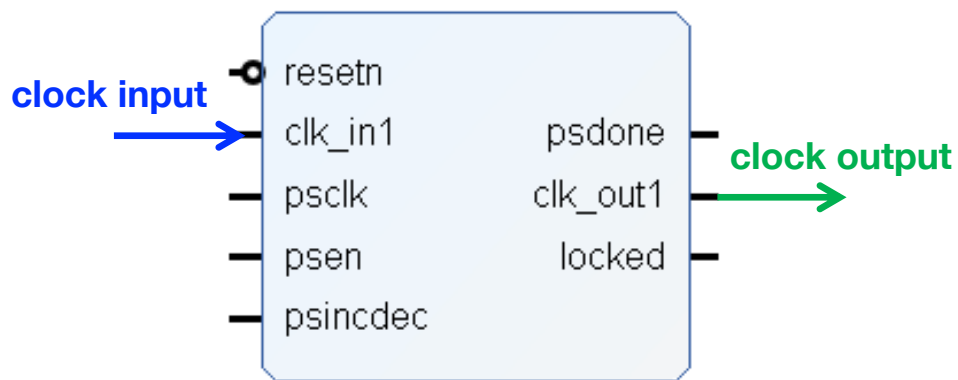 resetn
clock input
clk_in1
psdone
clock output
psclk
clk_out1
psen
locked
psincdec